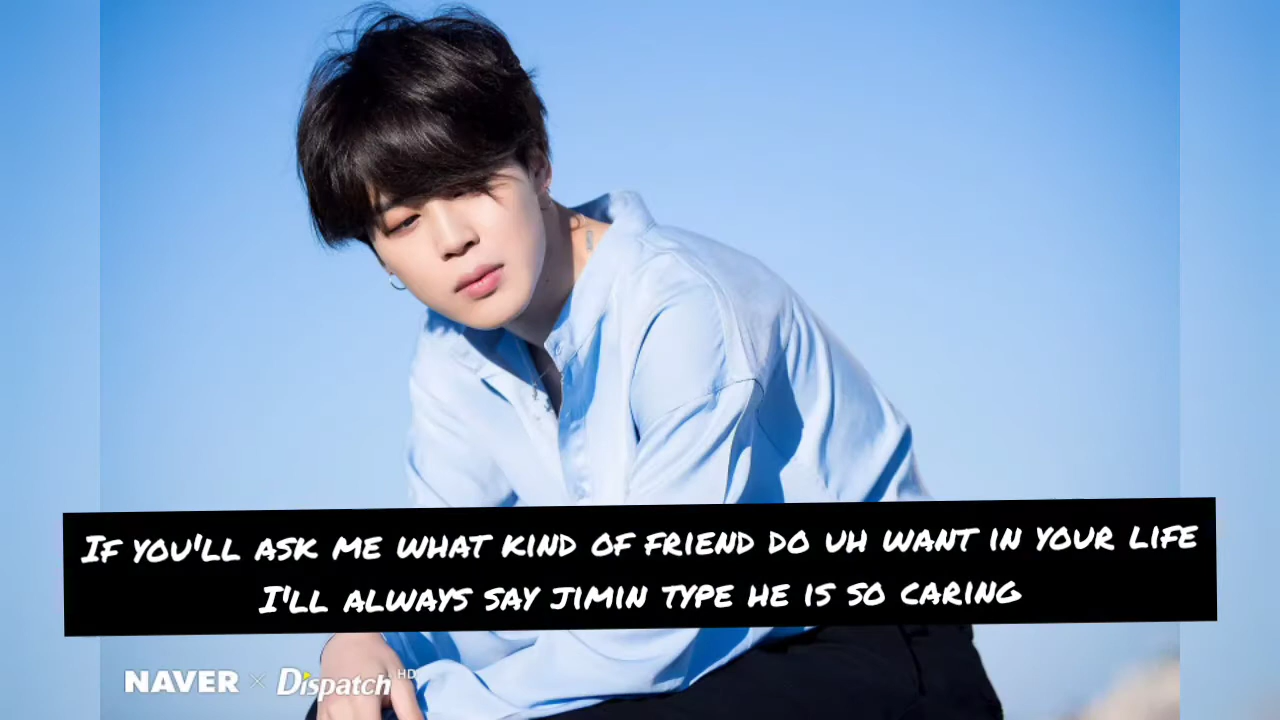 If you'll ask me what kind of friend do uh want in your life
I'll always say jimin type he is so caring
NAVER × Dispatch HD